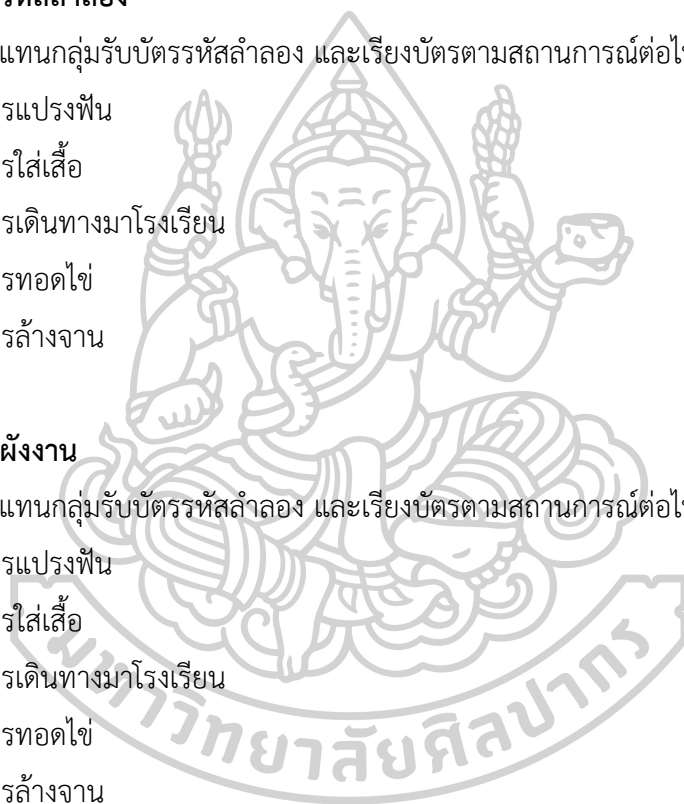 รหัสลำลอง
แทนกลุ่มรับบัตรรหัสลำลอง และเรียงบัตรตามสถานการณ์ต่อไป
รแปรงฟัน
รใส่เสื้อ
รเดินทางมาโรงเรียน
รทอดไข่
รล้างจาน
ผังงาน
แทนกลุ่มรับบัตรรหัสลำลอง และเรียงบัตรตามสถานการณ์ต่อไป
รแปรงฟัน
รใส่เสื้อ
รเดินทางมาโรงเรียน
รทอดไข่
รล้างจาน
มหาวิทยาลัยศิลปากร